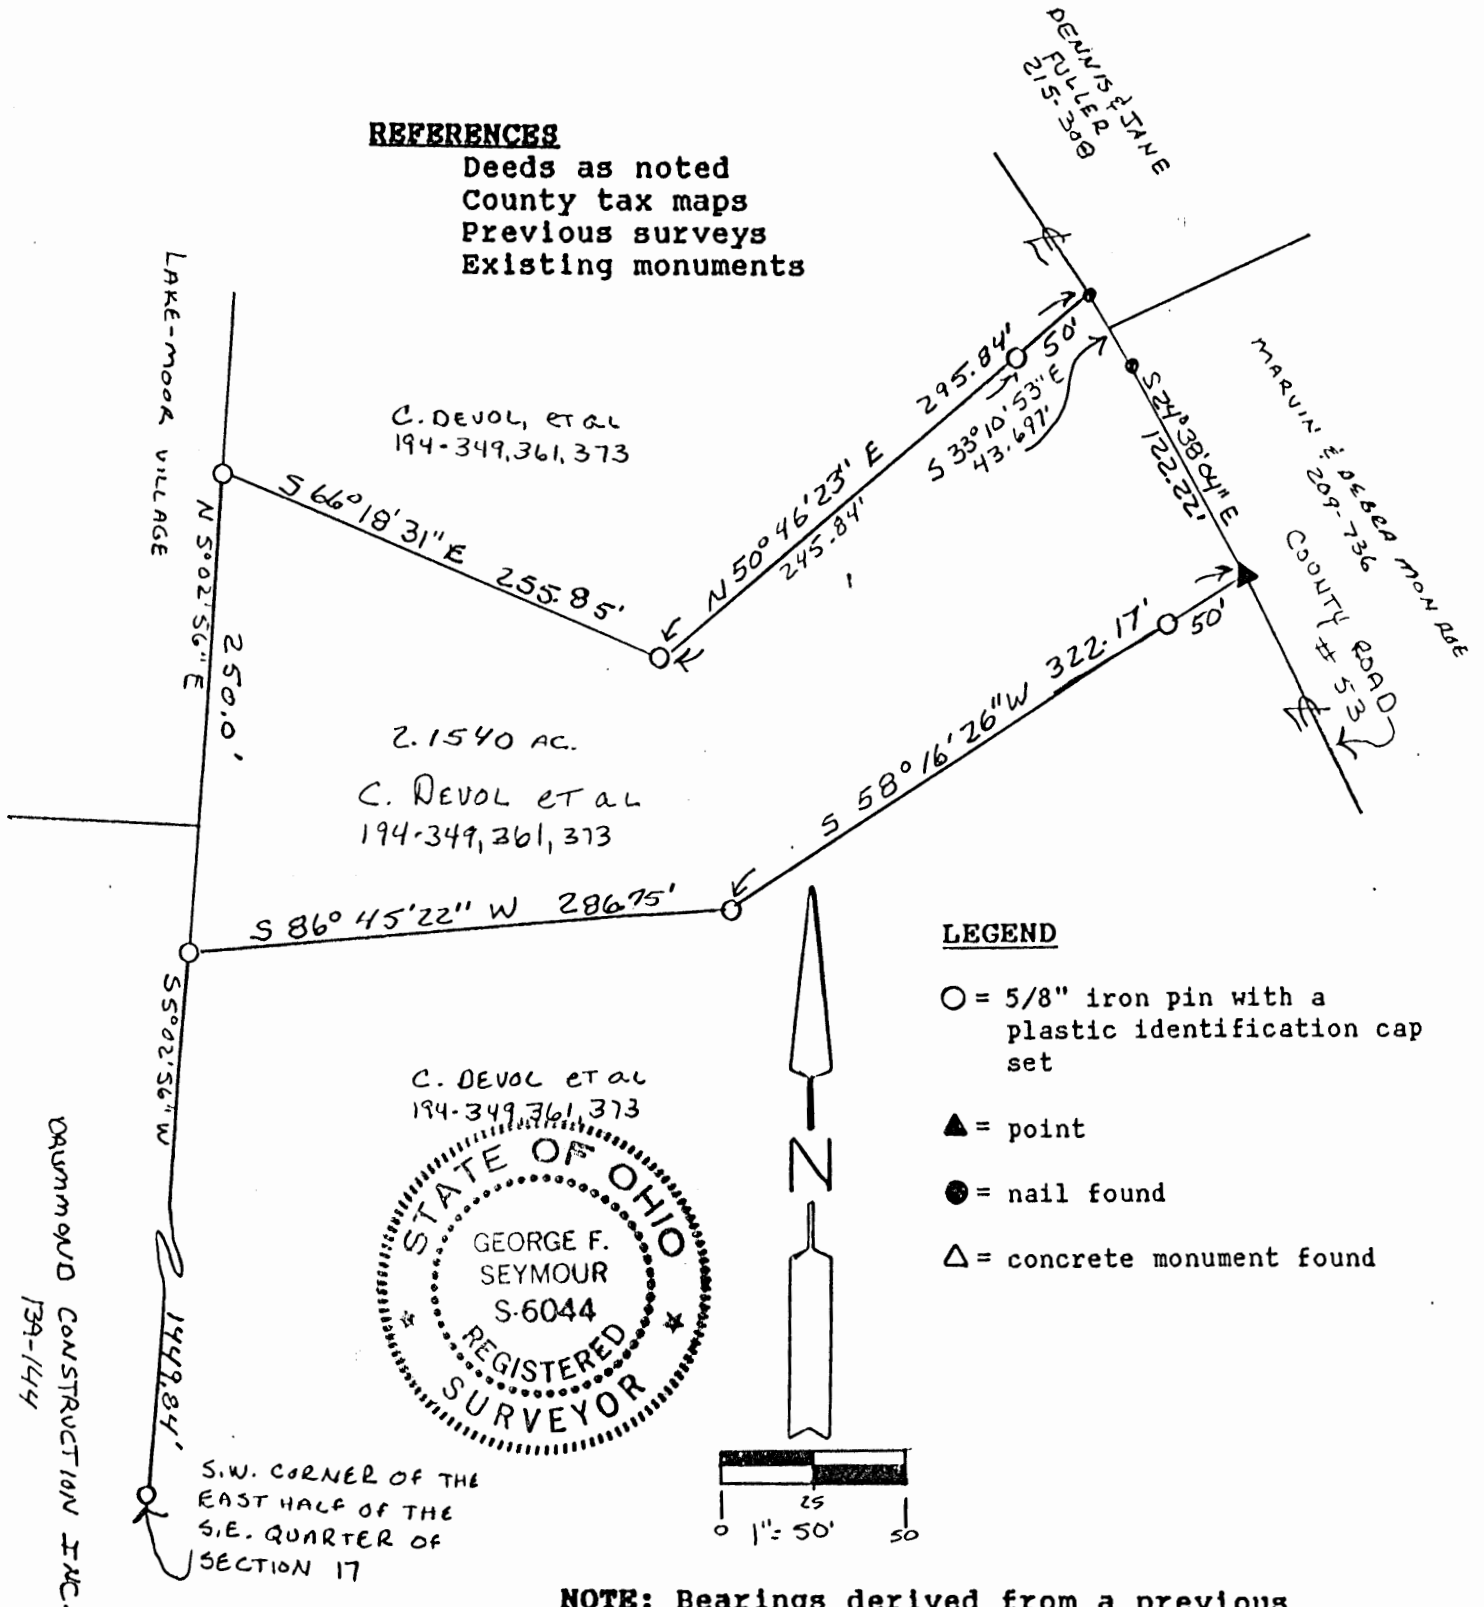 DENNIS & JANE
FULLER
215-308
REFERENCES
Deeds as noted
County tax maps
Previous surveys
Existing monuments
LAKE-MOOR VILLAGE
C. DEVOL, ET AL
194-349,361,373
295.84'
50'
S 33°10'53" E
43.697'
S 24°38'04" E
122.22'
MARVIN & DEBRA MONROE
209-736
COUNTY ROAD
# 53
N 5°02'56" E
250.0'
S 66°18'31" E 255.85'
N 50°46'23" E
245.84'
S 58°16'26" W 322.17'
50'
2.1540 AC.
C. DEVOL ET AL
194-349,361,373
S 86° 45'22" W 286.75'
S 5°02'56" W
1449.84'
C. DEVOL ET AL
194-349,361,373
STATE OF OHIO
GEORGE F.
SEYMOUR
S-6044
REGISTERED
SURVEYOR
N
LEGEND
= 5/8" iron pin with a
plastic identification cap
set
= point
= nail found
= concrete monument found
DRUMMOND CONSTRUCTION INC.
139-144
S.W. CORNER OF THE
EAST HALF OF THE
S.E. QUARTER OF
SECTION 17
25
0 1"= 50' 50
NOTE: Bearings derived from a previous